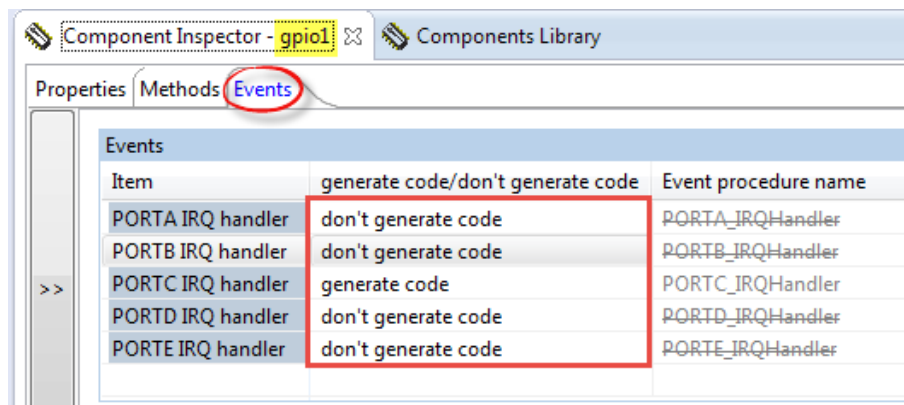 Component Inspector - gpio1 Components Library
Properties Methods Events
Events
Item generate code/don't generate code Event procedure name
PORTA IRQ handler don't generate code PORTA_IRQHandler
PORTB IRQ handler don't generate code PORTB_IRQHandler
>> PORTC IRQ handler generate code PORTC_IRQHandler
PORTD IRQ handler don't generate code PORTD_IRQHandler
PORTE IRQ handler don't generate code PORTE_IRQHandler